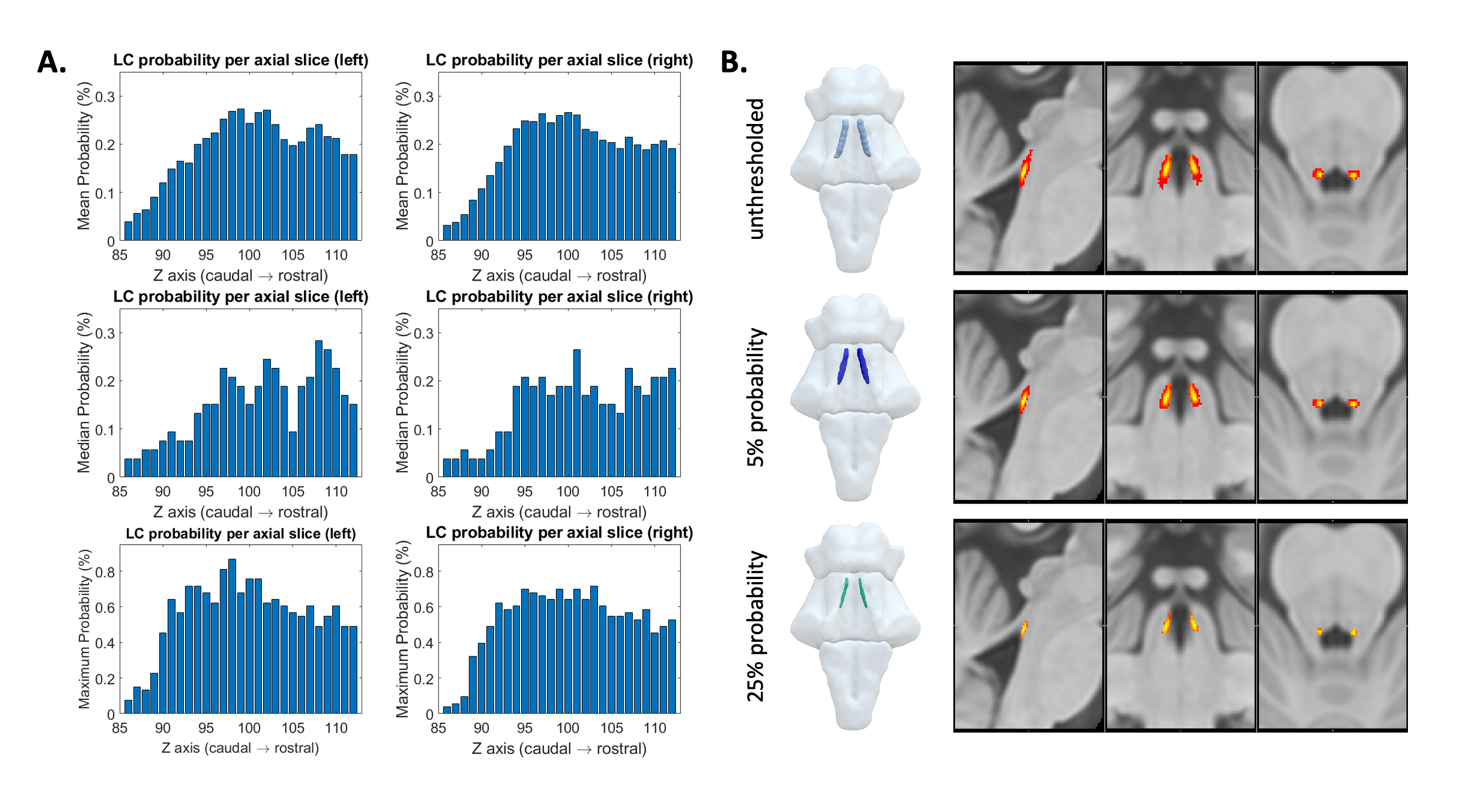 A.
LC probability per axial slice (left)
Mean Probability (%)
0.3
0.2
0.1
0
85 90 95 100 105 110
Z axis (caudal → rostral)
LC probability per axial slice (right)
Mean Probability (%)
0.3
0.2
0.1
0
85 90 95 100 105 110
Z axis (caudal → rostral)
LC probability per axial slice (left)
Median Probability (%)
0.3
0.2
0.1
0
85 90 95 100 105 110
Z axis (caudal → rostral)
LC probability per axial slice (right)
Median Probability (%)
0.3
0.2
0.1
0
85 90 95 100 105 110
Z axis (caudal → rostral)
LC probability per axial slice (left)
Maximum Probability (%)
0.8
0.6
0.4
0.2
0
85 90 95 100 105 110
Z axis (caudal → rostral)
LC probability per axial slice (right)
Maximum Probability (%)
0.8
0.6
0.4
0.2
0
85 90 95 100 105 110
Z axis (caudal → rostral)
B.
unthresholded
5% probability
25% probability